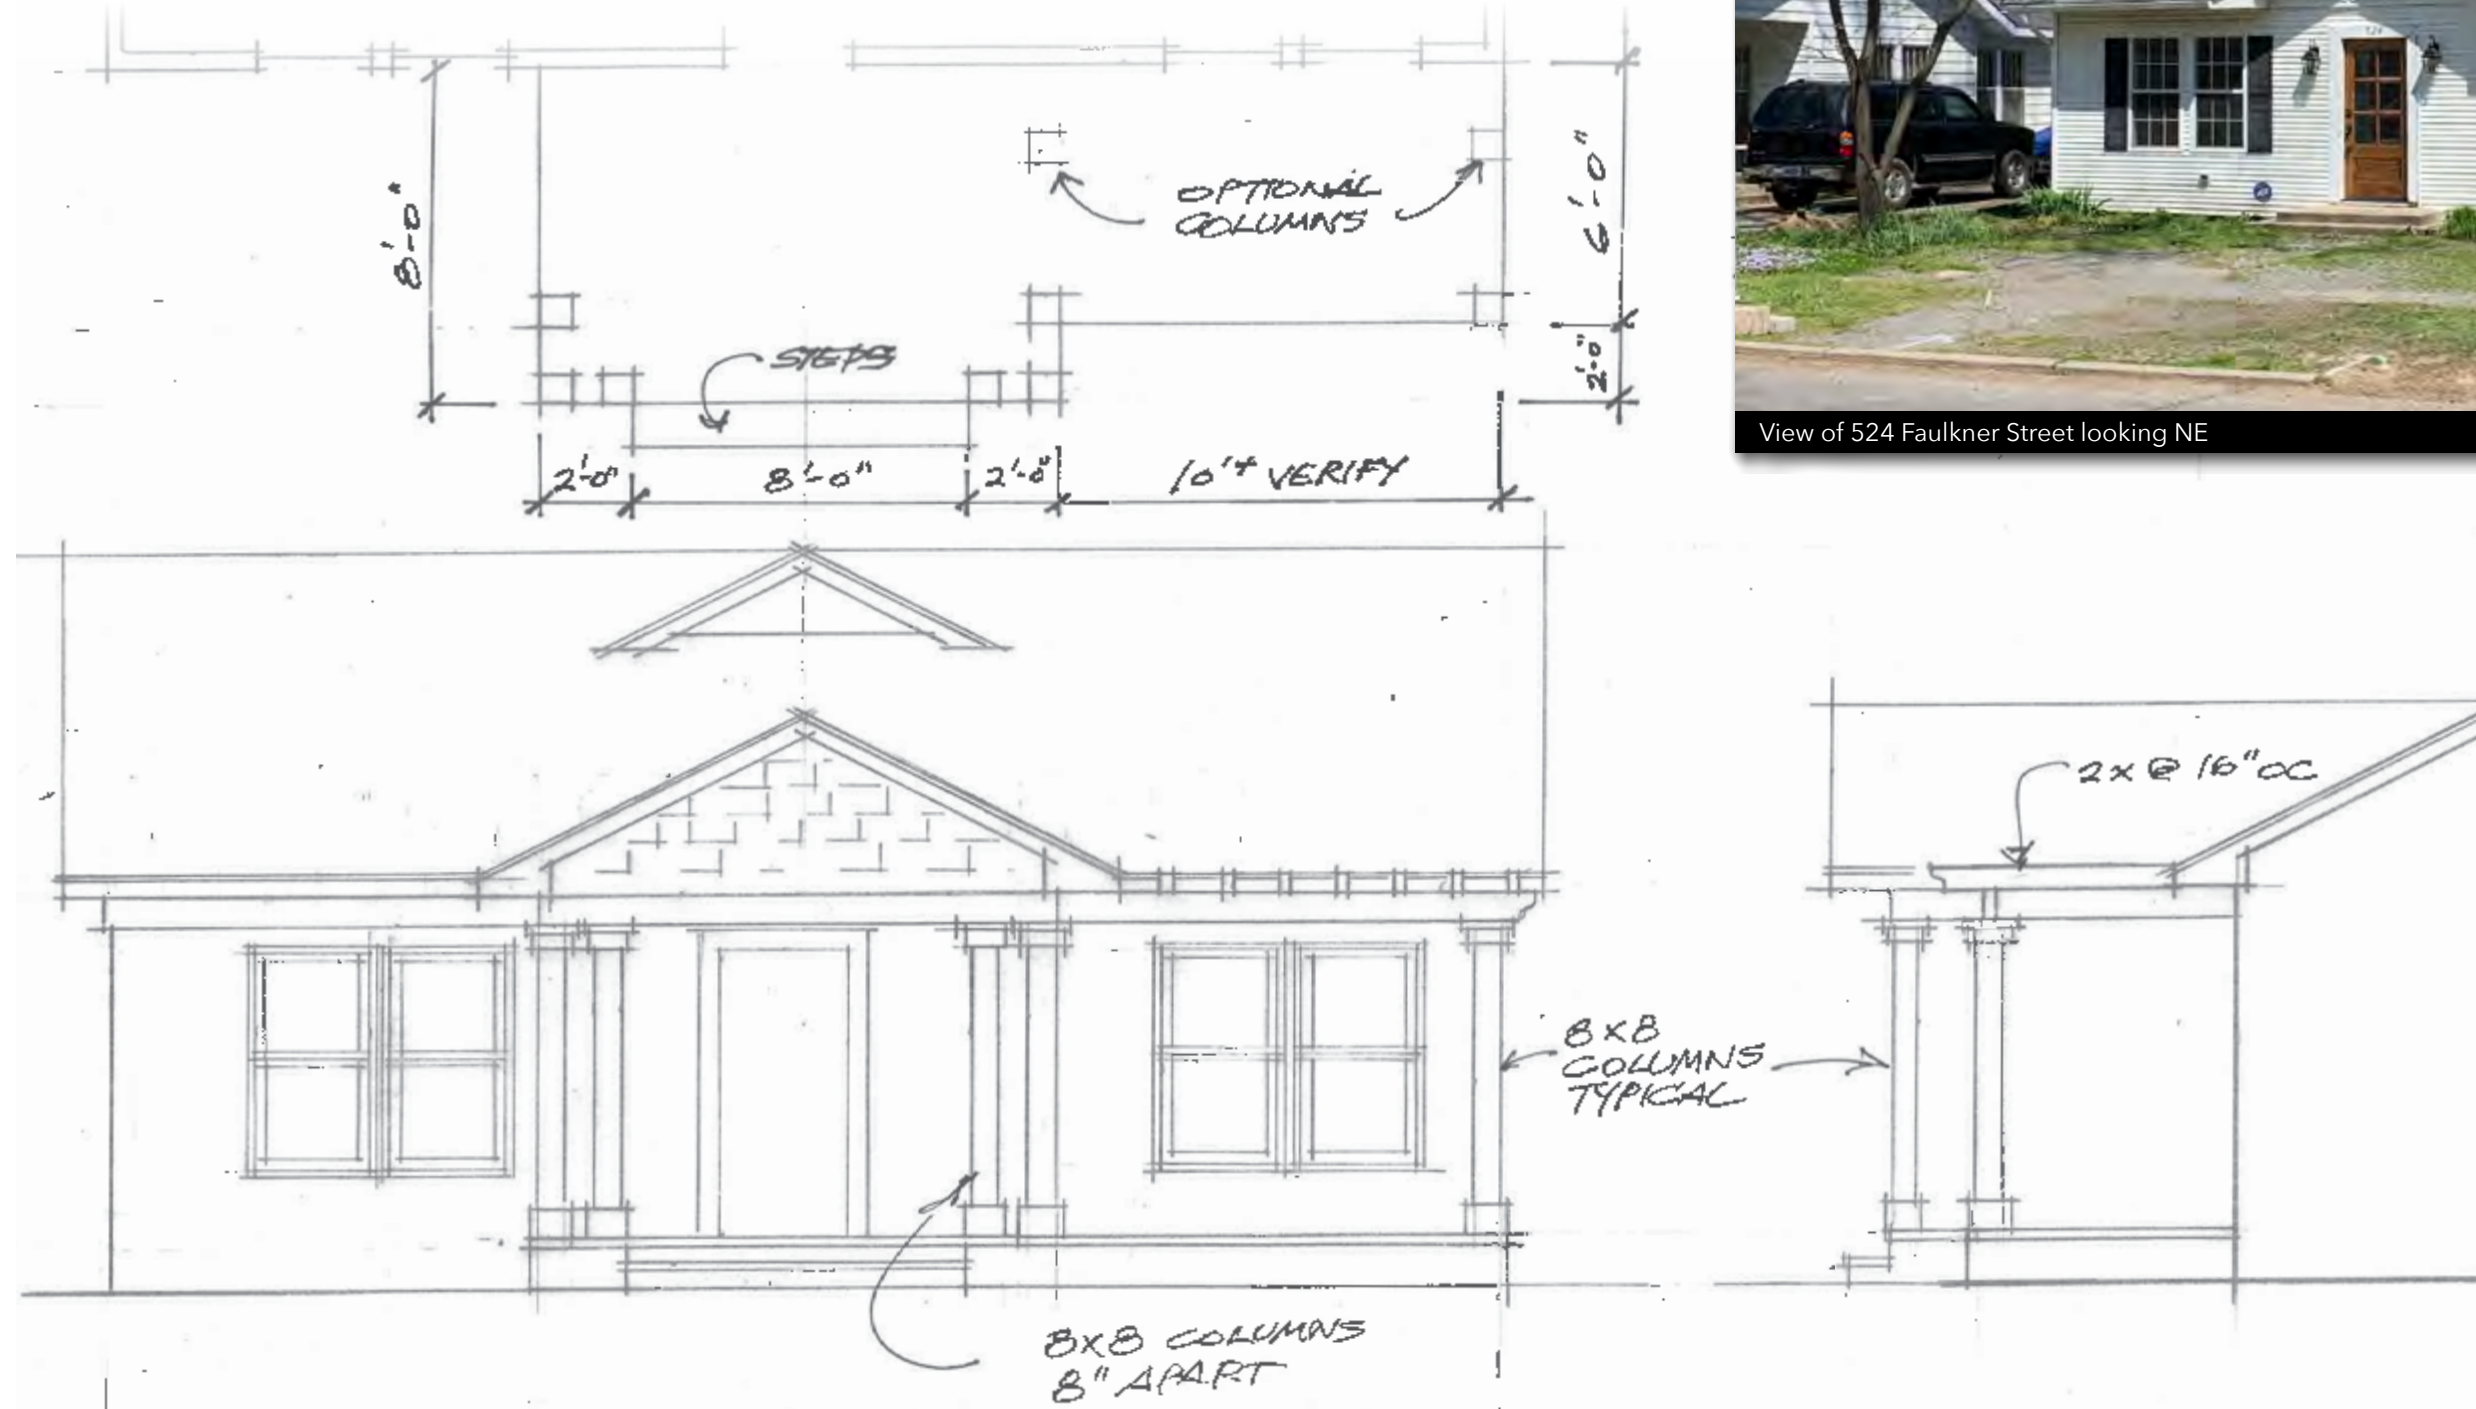 8'-0"
OPTIONAL
COLUMNS
6'-0"
2'-0"
STEPS
2'-0"
8'-0"
2'-0"
10'+ VERIFY
View of 524 Faulkner Street looking NE
2x @ 16" OC
8x8
COLUMNS
TYPICAL
8x8 COLUMNS
8" APART